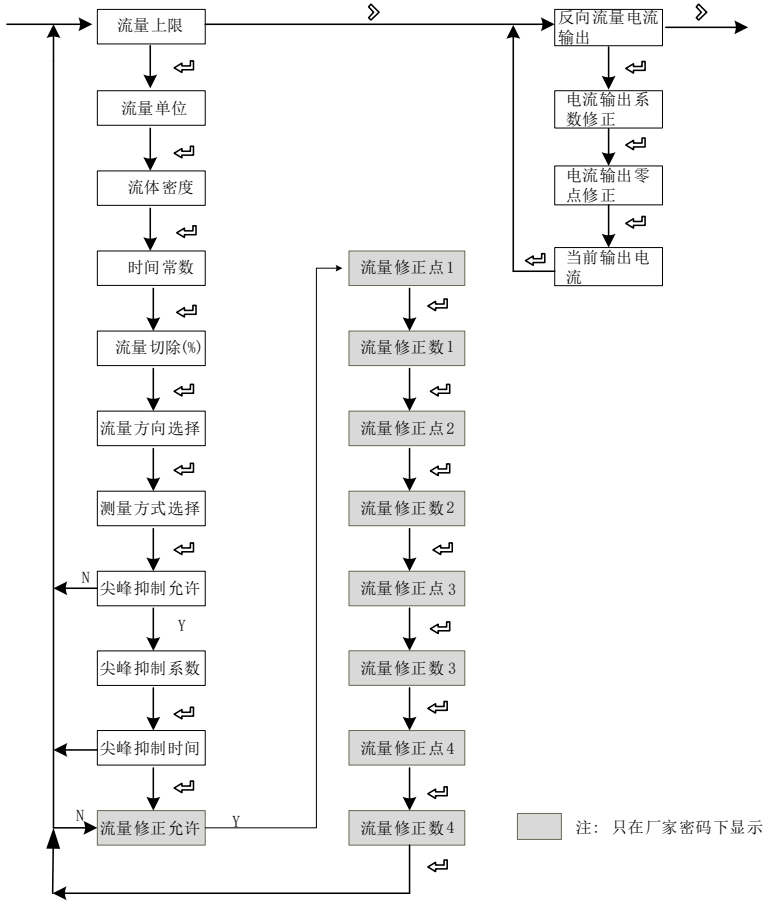 流量上限
流量单位
流体密度
时间常数
流量切除(%)
流量方向选择
测量方式选择
N
尖峰抑制允许
Y
尖峰抑制系数
尖峰抑制时间
N
流量修正允许
Y
流量修正点1
流量修正数1
流量修正点2
流量修正数2
流量修正点3
流量修正数3
流量修正点4
流量修正数4
反向流量电流
输出
电流输出系
数修正
电流输出零
点修正
当前输出电
流
注: 只在厂家密码下显示